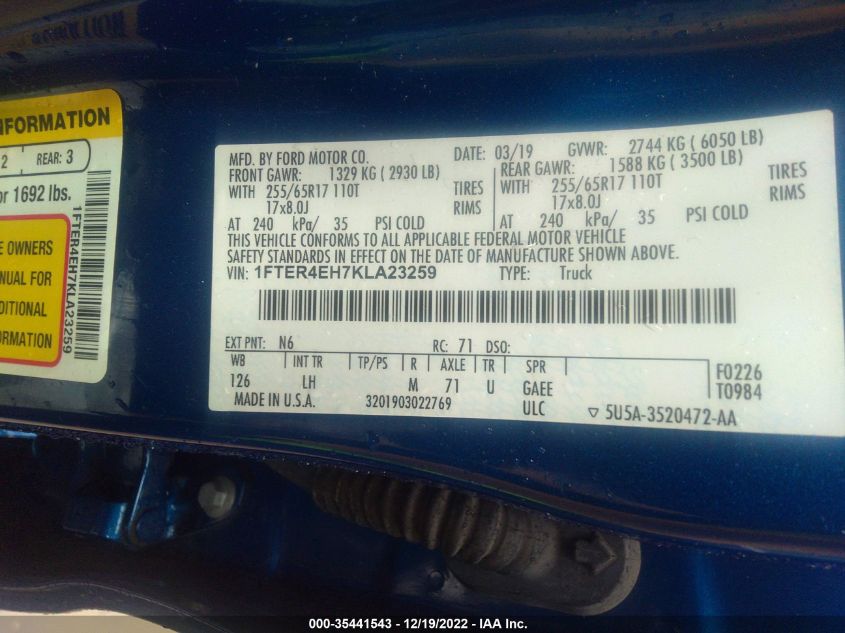 NFORMATION
2 REAR: 3
or 1692 lbs.
E OWNERS
ANUAL FOR
DITIONAL
ORMATION
1FTER4EH7KLA23259
MFD. BY FORD MOTOR CO. DATE: 03/19 GVWR: 2744 KG ( 6050 LB)
FRONT GAWR: 1329 KG ( 2930 LB) REAR GAWR: 1588 KG ( 3500 LB)
WITH 255/65R17 110T TIRES WITH 255/65R17 110T TIRES
17x8.0J RIMS 17x8.0J RIMS
AT 240 kPa/ 35 PSI COLD AT 240 kPa/ 35 PSI COLD
THIS VEHICLE CONFORMS TO ALL APPLICABLE FEDERAL MOTOR VEHICLE
SAFETY STANDARDS IN EFFECT ON THE DATE OF MANUFACTURE SHOWN ABOVE.
VIN: 1FTER4EH7KLA23259 TYPE: Truck
EXT PNT: N6 RC: 71 DSO:
WB INT TR TP/PS R AXLE TR SPR F0226
126 LH M 71 U GAEE T0984
MADE IN U.S.A. 3201903022769 ULC 5U5A-3520472-AA
000-35441543 - 12/19/2022 - IAA Inc.